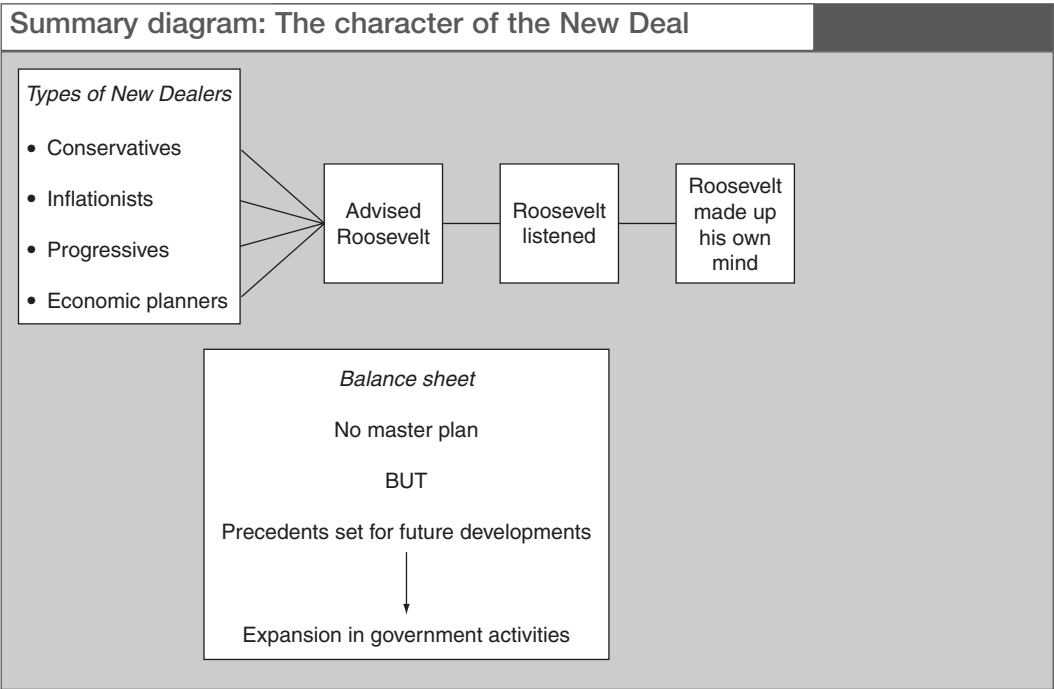 Summary diagram: The character of the New Deal
Types of New Dealers
• Conservatives
• Inflationists
• Progressives
• Economic planners
Advised
Roosevelt
Roosevelt
listened
Roosevelt
made up
his own
mind
Balance sheet
No master plan
BUT
Precedents set for future developments
Expansion in government activities